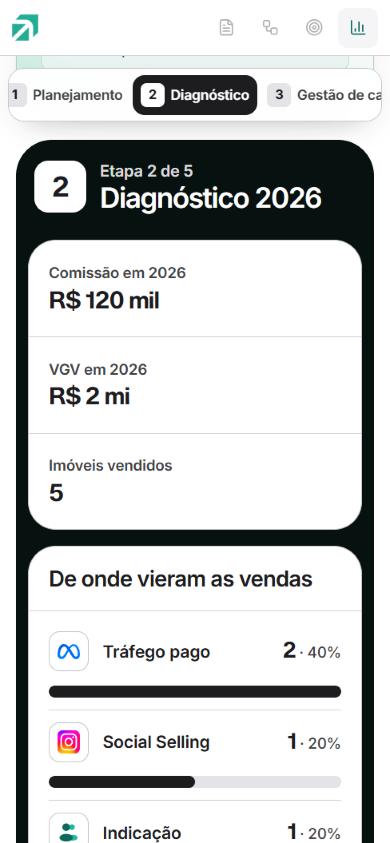 1 Planejamento 2 Diagnóstico 3 Gestão de ca
2
Etapa 2 de 5
Diagnóstico 2026
Comissão em 2026
R$ 120 mil
VGV em 2026
R$ 2 mi
Imóveis vendidos
5
De onde vieram as vendas
Tráfego pago 2 · 40%
Social Selling 1 · 20%
Indicação 1 · 20%